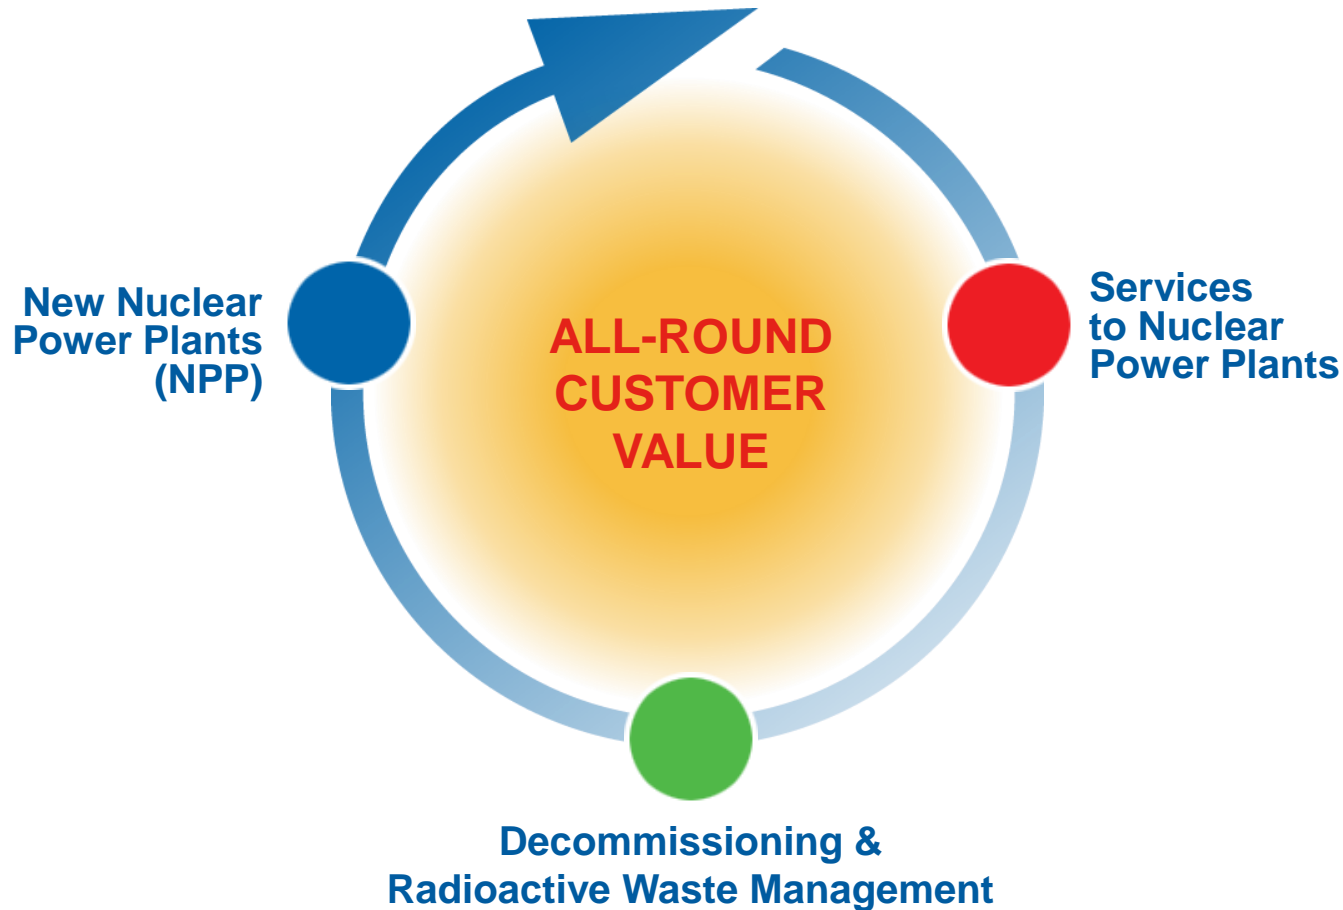 New Nuclear
Power Plants
(NPP)
ALL-ROUND
CUSTOMER
VALUE
Services
to Nuclear
Power Plants
Decommissioning &
Radioactive Waste Management